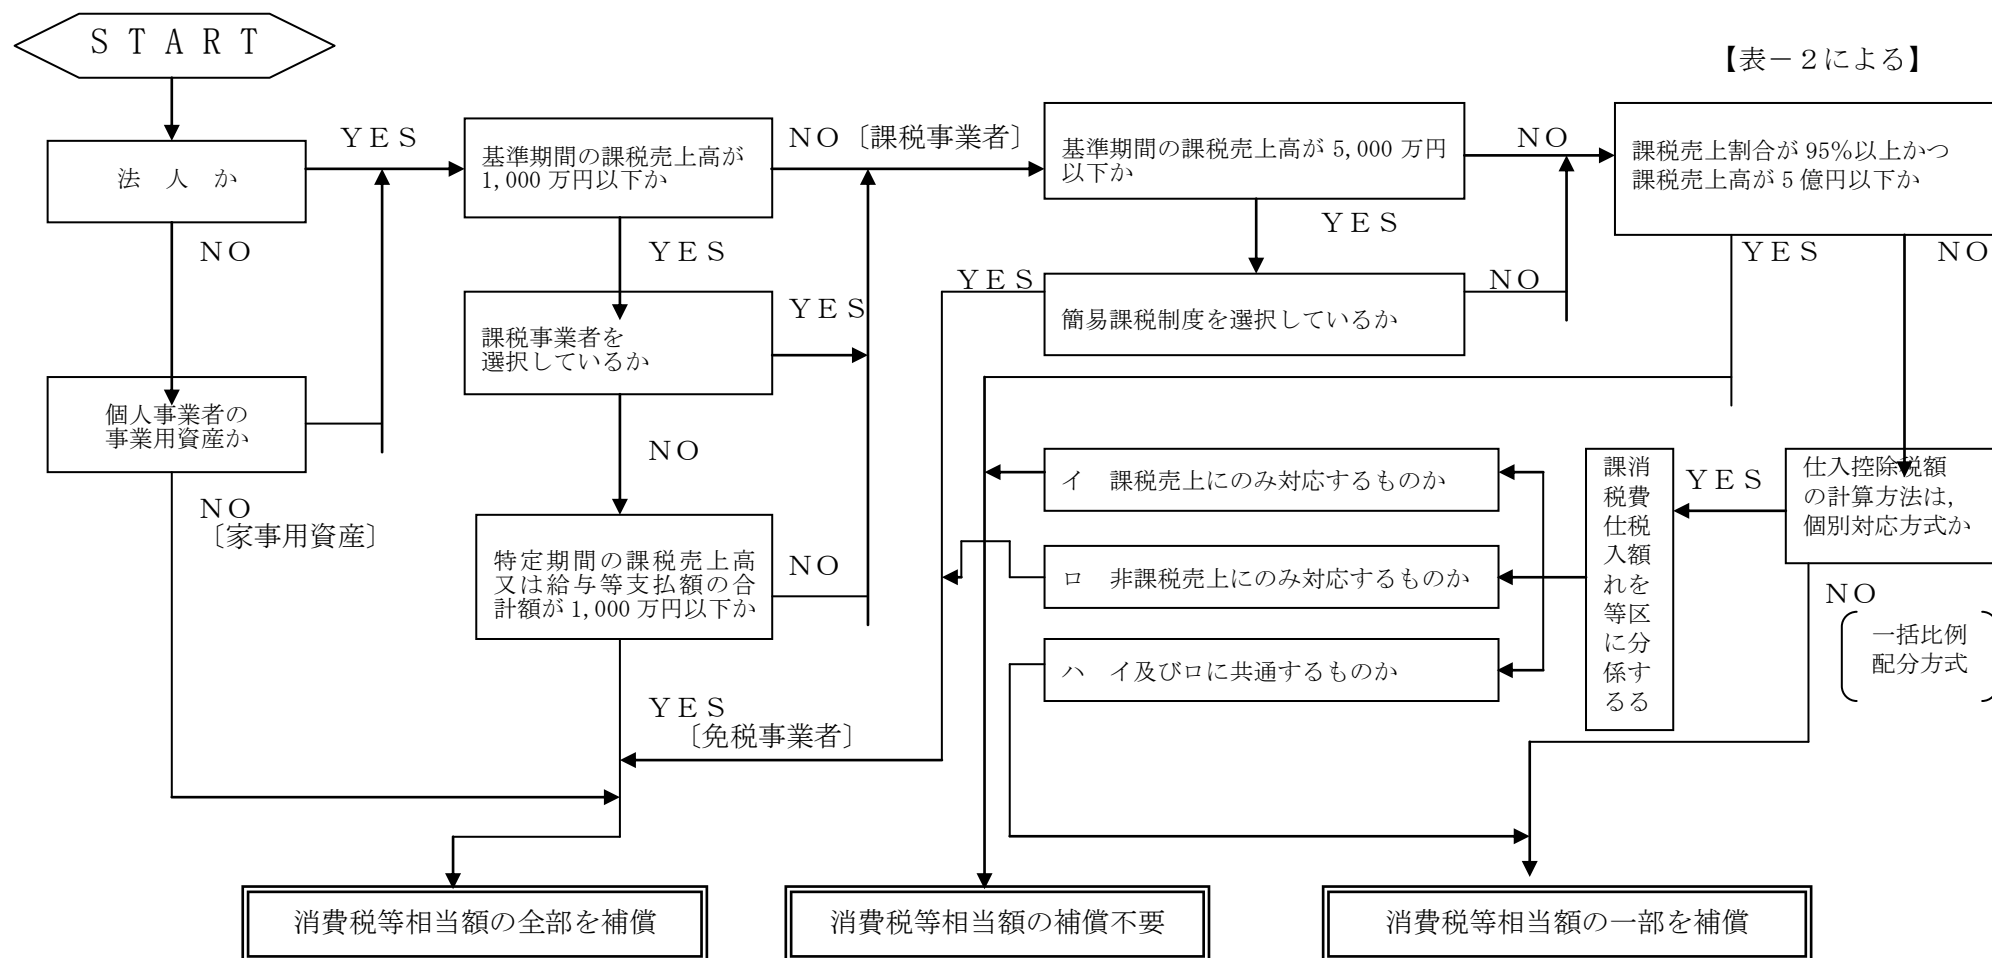 ＳＴＡＲＴ
【表－２による】
法　人　か
ＹＥＳ
ＮＯ
個人事業者の
事業用資産か
ＮＯ
〔家事用資産〕
基準期間の課税売上高が
1,000 万円以下か
ＮＯ〔課税事業者〕
ＹＥＳ
課税事業者を
選択しているか
ＹＥＳ
ＮＯ
特定期間の課税売上高
又は給与等支払額の合
計額が 1,000 万円以下か
ＮＯ
ＹＥＳ
〔免税事業者〕
基準期間の課税売上高が 5,000 万円
以下か
ＮＯ
ＹＥＳ
簡易課税制度を選択しているか
ＹＥＳ
ＮＯ
課税売上割合が 95%以上かつ
課税売上高が 5 億円以下か
ＹＥＳ
ＮＯ
仕入控除税額
の計算方法は，
個別対応方式か
ＹＥＳ
ＮＯ
一括比例
配分方式
消費税額を区分する
課税仕入れ等に係る
イ　課税売上にのみ対応するものか
ロ　非課税売上にのみ対応するものか
ハ　イ及びロに共通するものか
消費税等相当額の全部を補償
消費税等相当額の補償不要
消費税等相当額の一部を補償